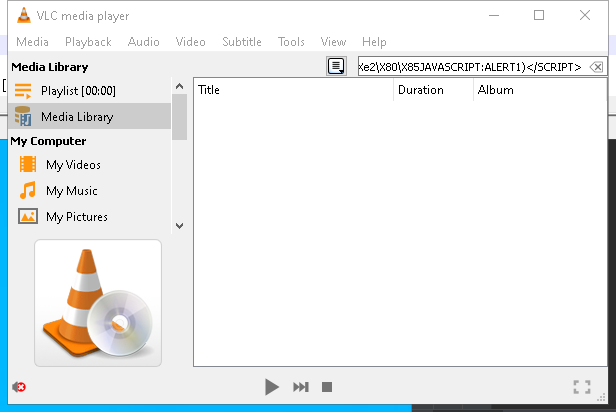 VLC media player
Media Playback Audio Video Subtitle Tools View Help
Media Library
Xe2\X80\X85JAVASCRIPT:ALERT1)</SCRIPT>
Playlist [00:00]
Title Duration Album
Media Library
My Computer
My Videos
My Music
My Pictures